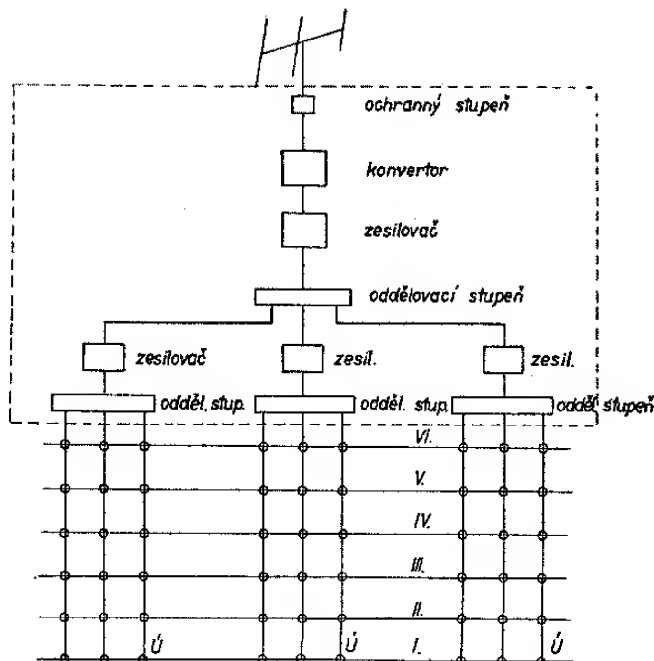 ochranný stupeň
konvertor
zesilovač
oddělovací stupeň
zesilovač
zesil.
zesil.
odděl. stup.
odděl. stup.
odděl. stupeň
VI.
V.
IV.
III.
II.
Ú
Ú
I.
Ú